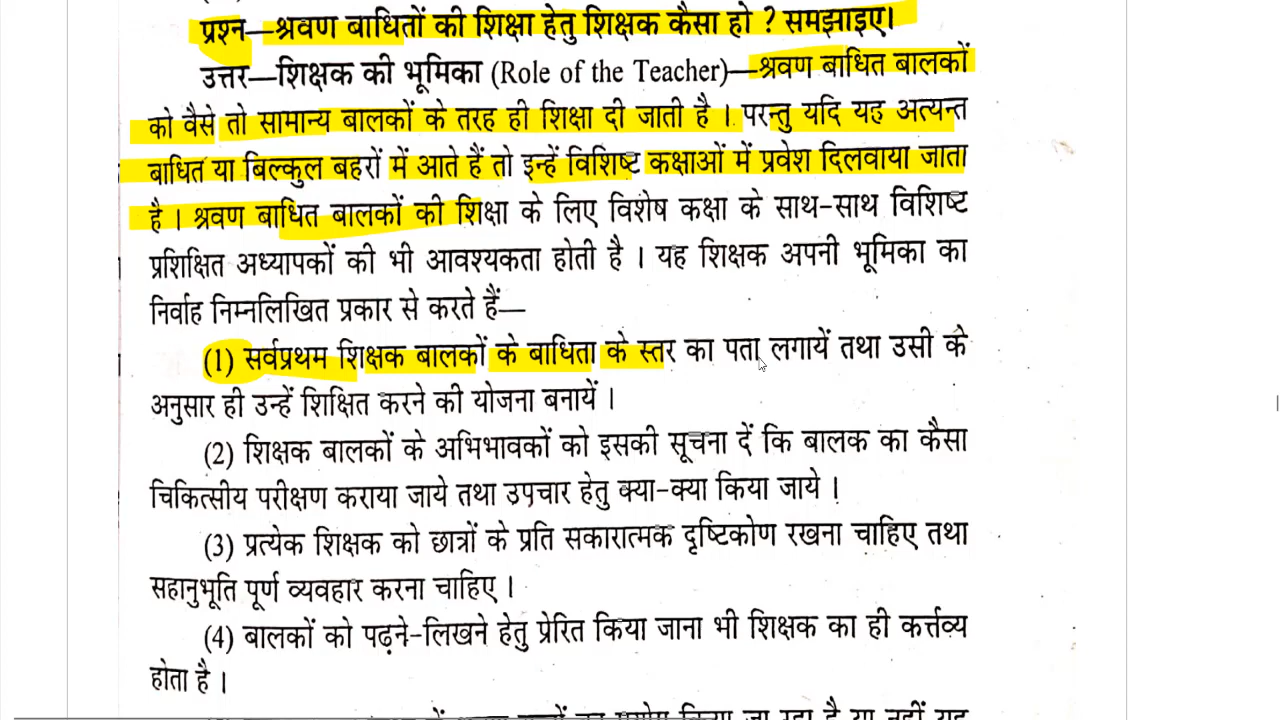 प्रश्न—श्रवण बाधितों की शिक्षा हेतु शिक्षक कैसा हो ? समझाइए।
उत्तर—शिक्षक की भूमिका (Role of the Teacher)—श्रवण बाधित बालकों
को वैसे तो सामान्य बालकों के तरह ही शिक्षा दी जाती है । परन्तु यदि यह अत्यन्त
बाधित या बिल्कुल बहरों में आते हैं तो इन्हें विशिष्ट कक्षाओं में प्रवेश दिलवाया जाता
है । श्रवण बाधित बालकों की शिक्षा के लिए विशेष कक्षा के साथ-साथ विशिष्ट
प्रशिक्षित अध्यापकों की भी आवश्यकता होती है । यह शिक्षक अपनी भूमिका का
निर्वाह निम्नलिखित प्रकार से करते हैं—
(1) सर्वप्रथम शिक्षक बालकों के बाधिता के स्तर का पता लगायें तथा उसी के
अनुसार ही उन्हें शिक्षित करने की योजना बनायें ।
(2) शिक्षक बालकों के अभिभावकों को इसकी सूचना दें कि बालक का कैसा
चिकित्सीय परीक्षण कराया जाये तथा उपचार हेतु क्या-क्या किया जाये ।
(3) प्रत्येक शिक्षक को छात्रों के प्रति सकारात्मक दृष्टिकोण रखना चाहिए तथा
सहानुभूति पूर्ण व्यवहार करना चाहिए ।
(4) बालकों को पढ़ने-लिखने हेतु प्रेरित किया जाना भी शिक्षक का ही कर्त्तव्य
होता है ।